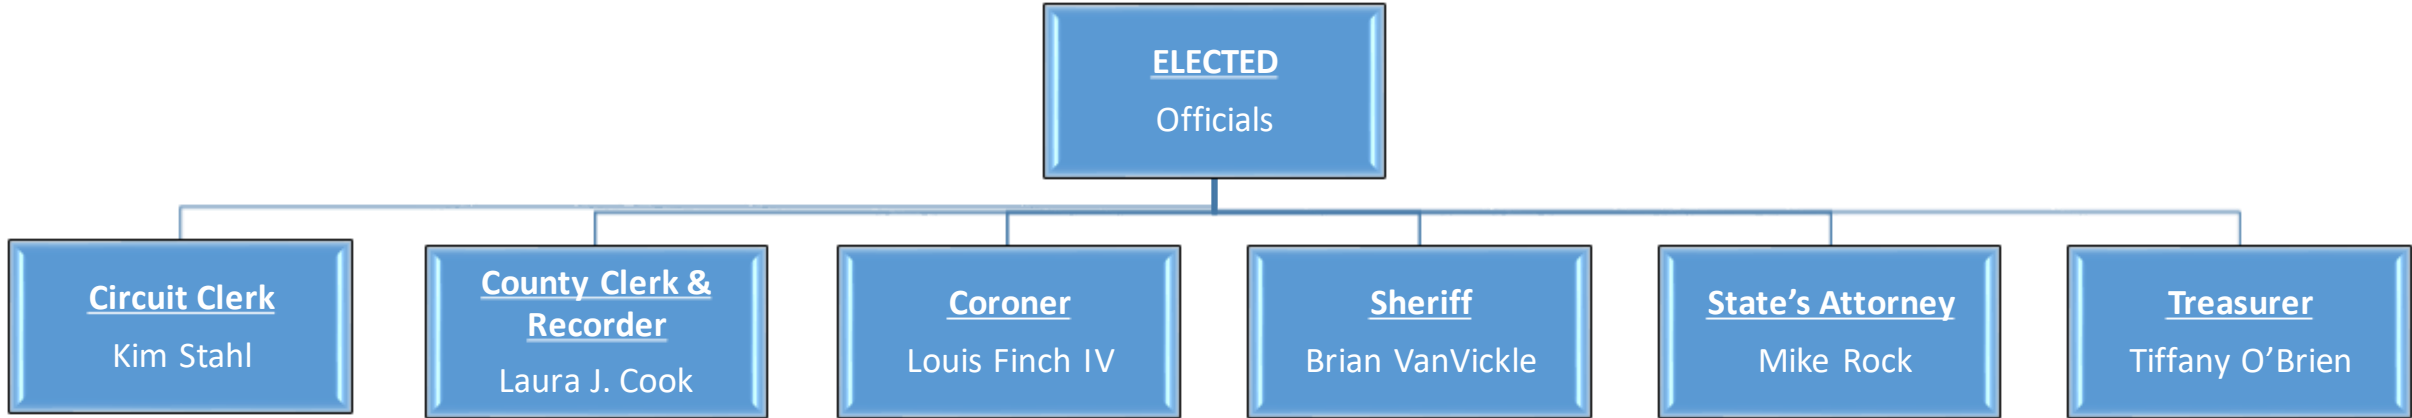 ELECTED
Officials
Circuit Clerk
Kim Stahl
County Clerk &
Recorder
Laura J. Cook
Coroner
Louis Finch IV
Sheriff
Brian VanVickle
State’s Attorney
Mike Rock
Treasurer
Tiffany O’Brien